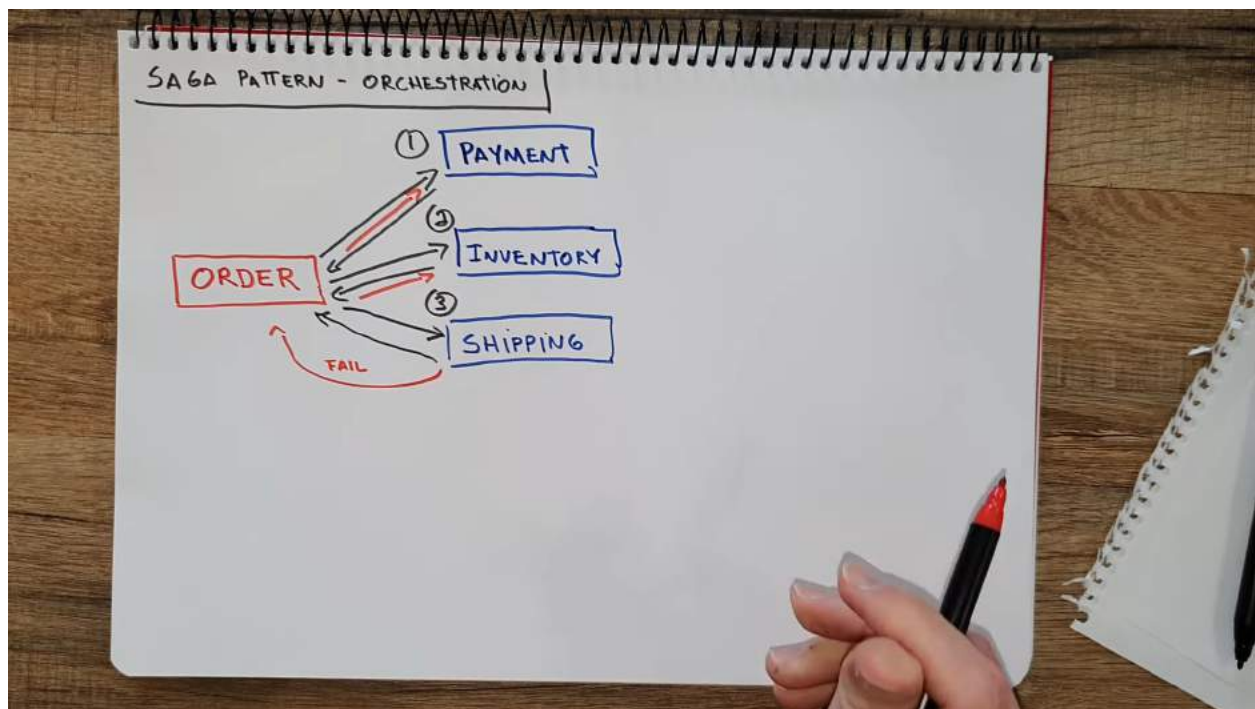 SAGA PATTERN - ORCHESTRATION
1
PAYMENT
2
INVENTORY
ORDER
3
SHIPPING
FAIL